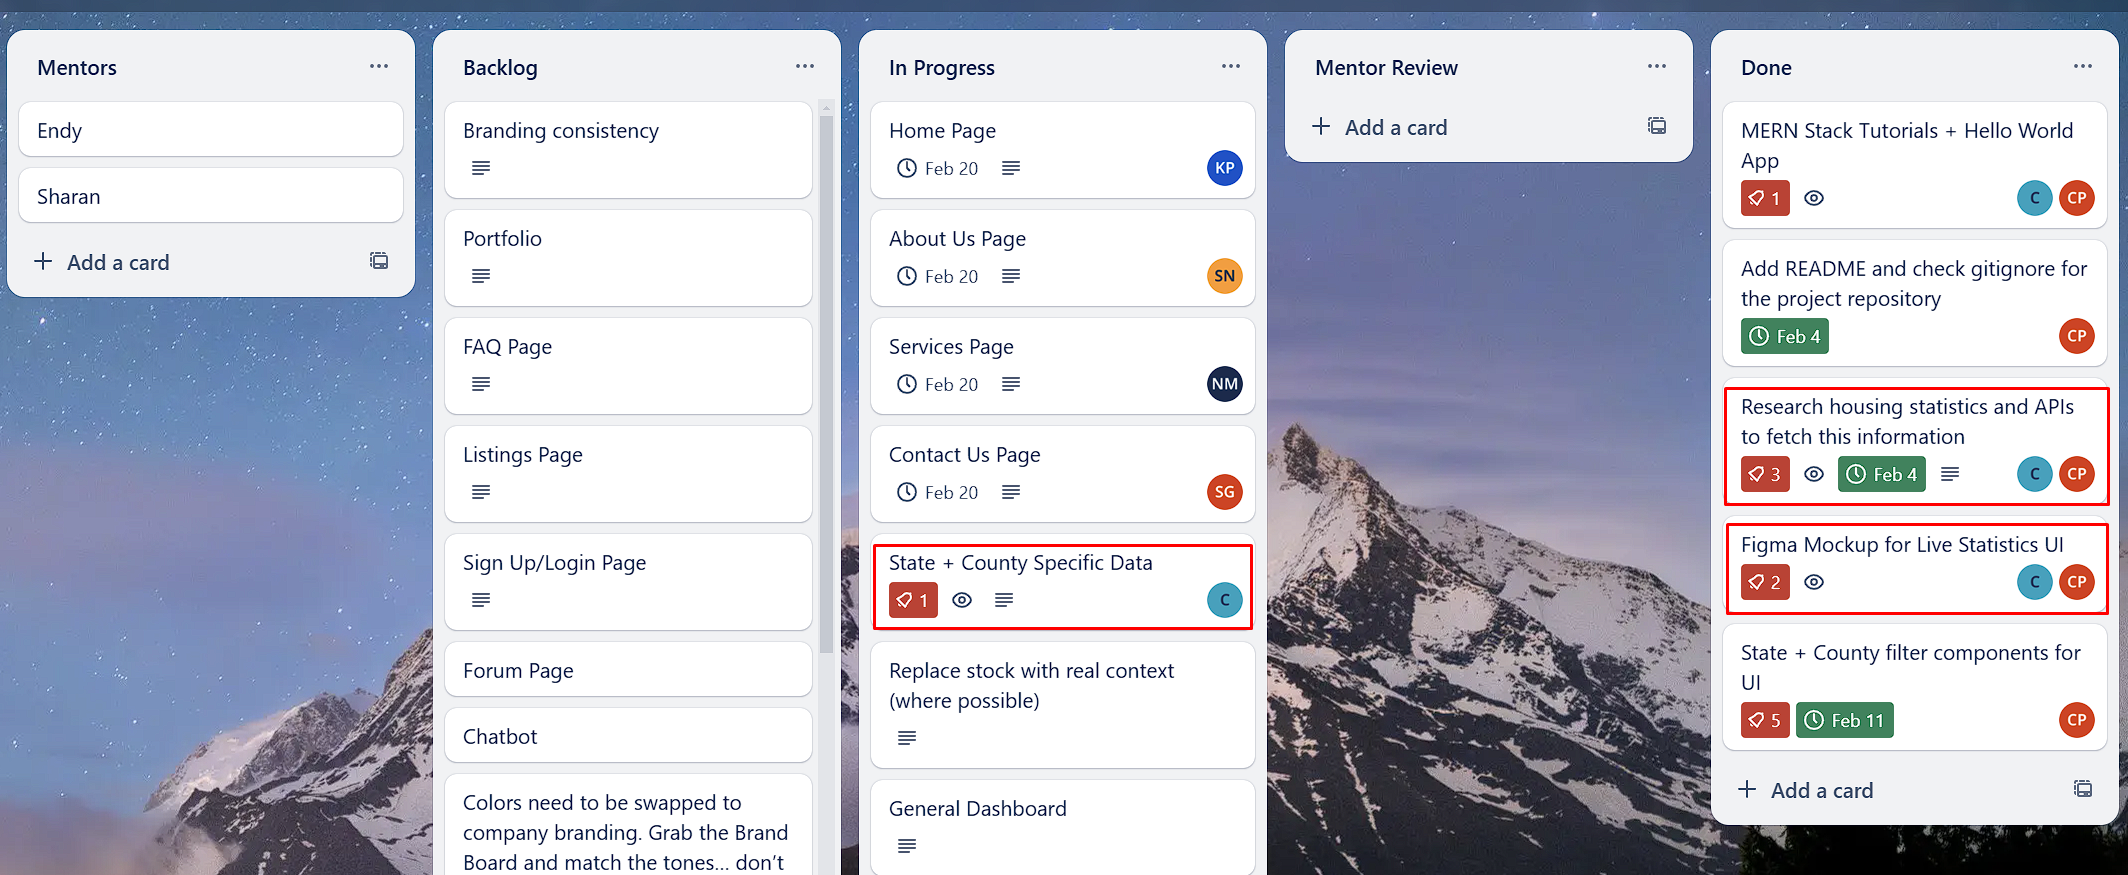 Mentors
Endy
Sharan
Add a card
Backlog
Branding consistency
Portfolio
FAQ Page
Listings Page
Sign Up/Login Page
Forum Page
Chatbot
Colors need to be swapped to
company branding. Grab the Brand
Board and match the tones... don't
In Progress
Home Page
Feb 20
KP
About Us Page
Feb 20
SN
Services Page
Feb 20
NM
Contact Us Page
Feb 20
SG
State + County Specific Data
1
C
Replace stock with real context
(where possible)
General Dashboard
Mentor Review
Add a card
Done
MERN Stack Tutorials + Hello World
App
1
C CP
Add README and check gitignore for
the project repository
Feb 4
CP
Research housing statistics and APIs
to fetch this information
3 Feb 4
C CP
Figma Mockup for Live Statistics UI
2
C CP
State + County filter components for
UI
5 Feb 11
CP
Add a card